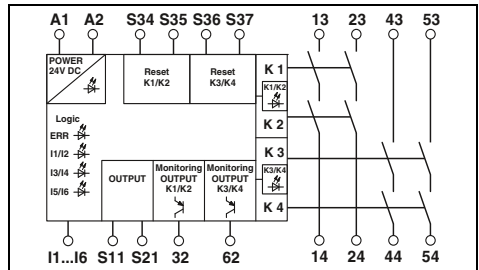 A1 A2 S34 S35 S36 S37 13 23 43 53
POWER
24V DC
Reset
K1/K2
Reset
K3/K4
K 1
K1/K2
K 2
Logic
ERR
I1/I2
I3/I4
I5/I6
K 3
K3/K4
K 4
OUTPUT
Monitoring
OUTPUT
K1/K2
Monitoring
OUTPUT
K3/K4
I1...I6 S11 S21 32 62 14 24 44 54